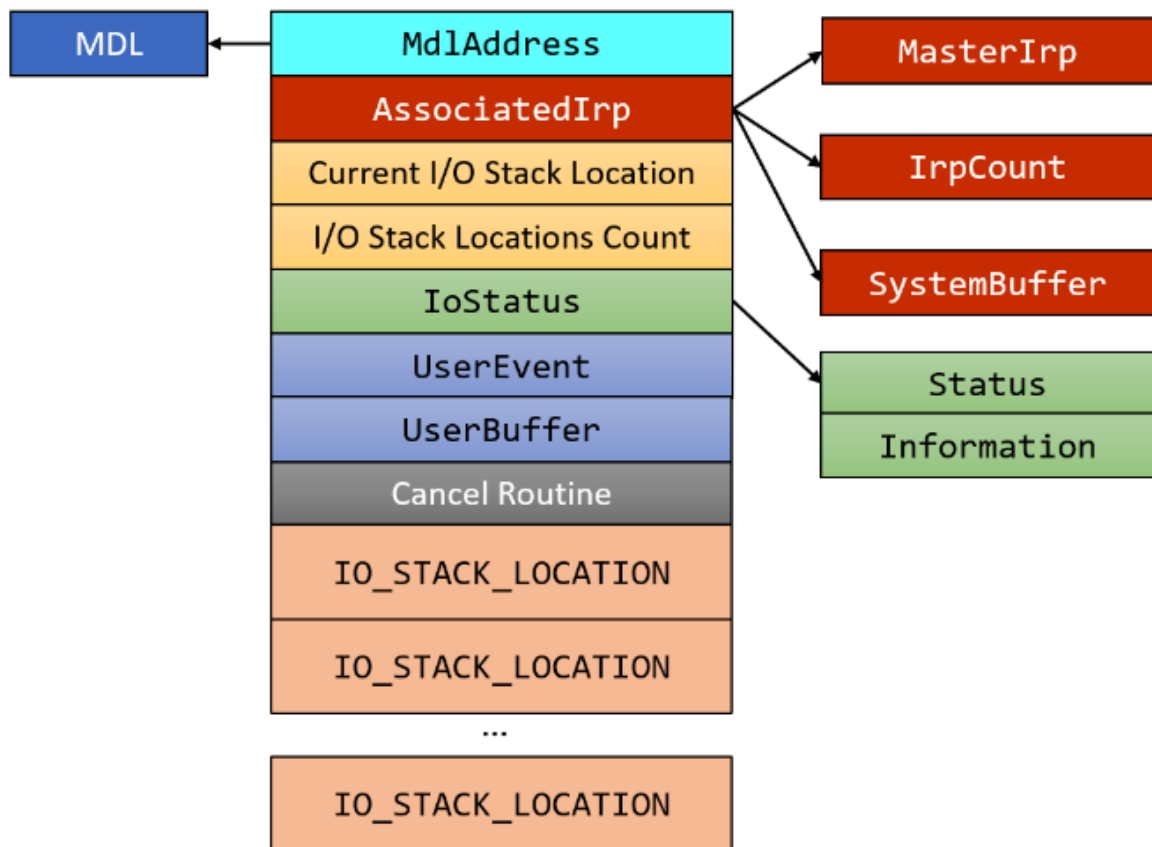 MDL
MdlAddress
AssociatedIrp
Current I/O Stack Location
I/O Stack Locations Count
IoStatus
UserEvent
UserBuffer
Cancel Routine
IO_STACK_LOCATION
IO_STACK_LOCATION
...
IO_STACK_LOCATION
MasterIrp
IrpCount
SystemBuffer
Status
Information